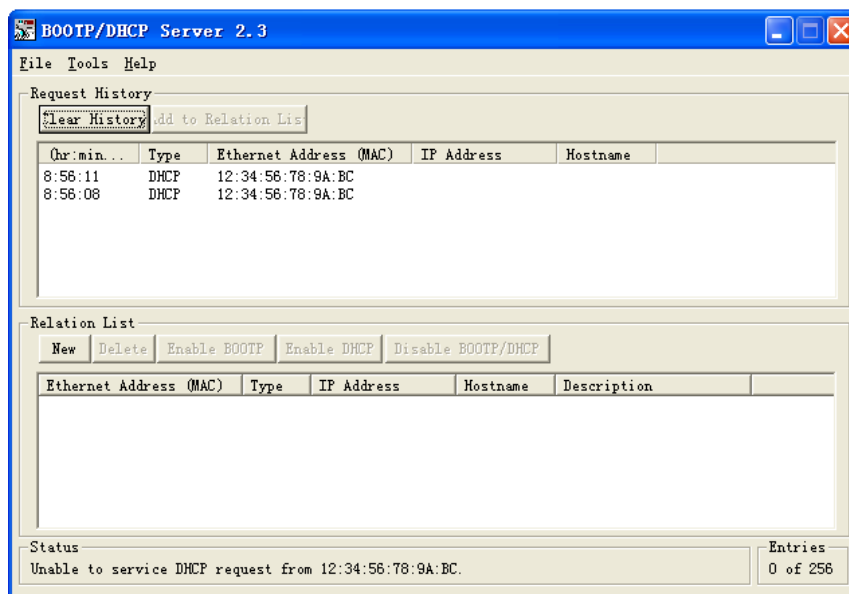 BOOTP/DHCP Server 2.3
File Tools Help
Request History
Clear History dd to Relation Lis
(hr:min... Type Ethernet Address (MAC) IP Address Hostname
8:56:11 DHCP 12:34:56:78:9A:BC
8:56:08 DHCP 12:34:56:78:9A:BC
Relation List
New Delete Enable BOOTP Enable DHCP Disable BOOTP/DHCP
Ethernet Address (MAC) Type IP Address Hostname Description
Status Entries
Unable to service DHCP request from 12:34:56:78:9A:BC. 0 of 256